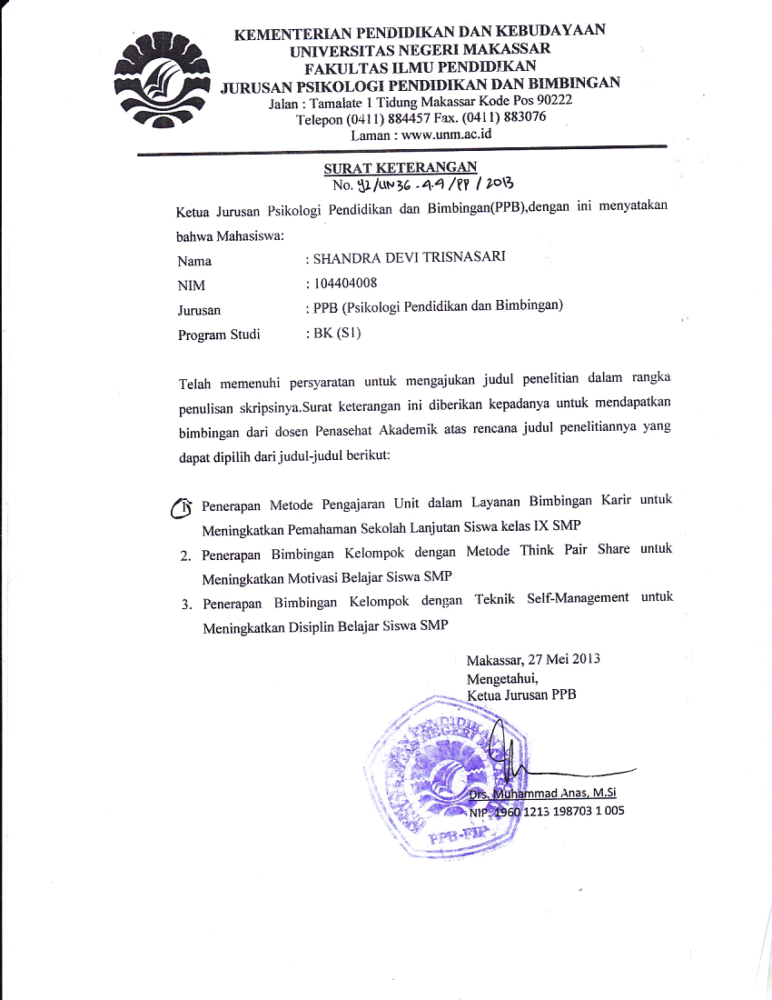 KEMENTERIAN PENDIDIKAN DAN KEBUDAYAAN
UNIVERSITAS NEGERI MAKASSAR
FAKULTAS ILMU PENDIDIKAN
JURUSAN PSIKOLOGI PENDIDIKAN DAN BIMBINGAN
Jalan : Tamalate 1 Tidung Makassar Kode Pos 90222
Telepon (0411) 884457 Fax. (0411) 883076
Laman : www.unm.ac.id
SURAT KETERANGAN
No. 92/UN36.4.4/PP/2013
Ketua Jurusan Psikologi Pendidikan dan Bimbingan(PPB),dengan ini menyatakan
bahwa Mahasiswa:
Nama : SHANDRA DEVI TRISNASARI
NIM : 104404008
Jurusan : PPB (Psikologi Pendidikan dan Bimbingan)
Program Studi : BK (S1)
Telah memenuhi persyaratan untuk mengajukan judul penelitian dalam rangka
penulisan skripsinya.Surat keterangan ini diberikan kepadanya untuk mendapatkan
bimbingan dari dosen Penasehat Akademik atas rencana judul penelitiannya yang
dapat dipilih dari judul-judul berikut:
1. Penerapan Metode Pengajaran Unit dalam Layanan Bimbingan Karir untuk
Meningkatkan Pemahaman Sekolah Lanjutan Siswa kelas IX SMP
2. Penerapan Bimbingan Kelompok dengan Metode Think Pair Share untuk
Meningkatkan Motivasi Belajar Siswa SMP
3. Penerapan Bimbingan Kelompok dengan Teknik Self-Management untuk
Meningkatkan Disiplin Belajar Siswa SMP
Makassar, 27 Mei 2013
Mengetahui,
Ketua Jurusan PPB
Drs. Muhammad Anas, M.Si
NIP. 1960 1213 198703 1 005
KEMENTERIAN PENDIDIKAN
UNIVERSITAS NEGERI MAKASSAR
PPB-FIP